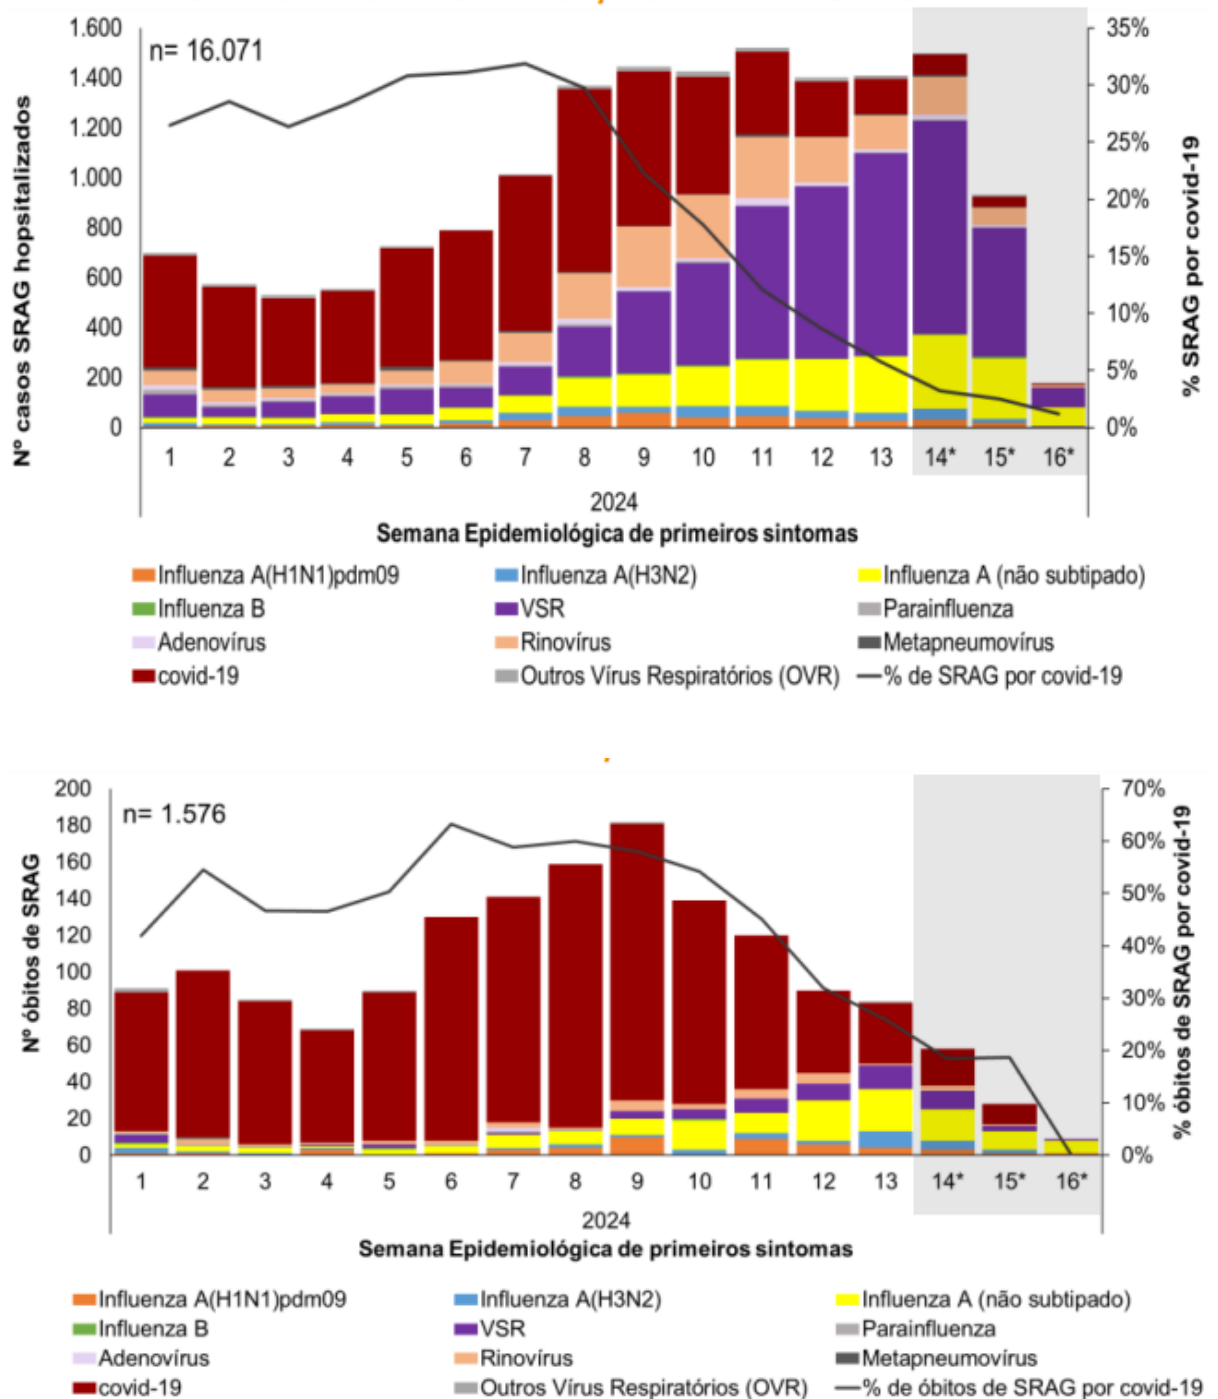 1.600
1.400
1.200
1.000
800
600
400
200
0
Nº casos SRAG hopsitalizados
n= 16.071
35%
30%
25%
20%
15%
10%
5%
0%
% SRAG por covid-19
1 2 3 4 5 6 7 8 9 10 11 12 13 14* 15* 16*
2024
Semana Epidemiológica de primeiros sintomas
Influenza A(H1N1)pdm09 Influenza A(H3N2) Influenza A (não subtipado)
Influenza B VSR Parainfluenza
Adenovírus Rinovírus Metapneumovírus
covid-19 Outros Vírus Respiratórios (OVR) % de SRAG por covid-19
200
180
160
140
120
100
80
60
40
20
0
Nº óbitos de SRAG
n= 1.576
70%
60%
50%
40%
30%
20%
10%
0%
% óbitos de SRAG por covid-19
1 2 3 4 5 6 7 8 9 10 11 12 13 14* 15* 16*
2024
Semana Epidemiológica de primeiros sintomas
Influenza A(H1N1)pdm09 Influenza A(H3N2) Influenza A (não subtipado)
Influenza B VSR Parainfluenza
Adenovírus Rinovírus Metapneumovírus
covid-19 Outros Vírus Respiratórios (OVR) % de óbitos de SRAG por covid-19